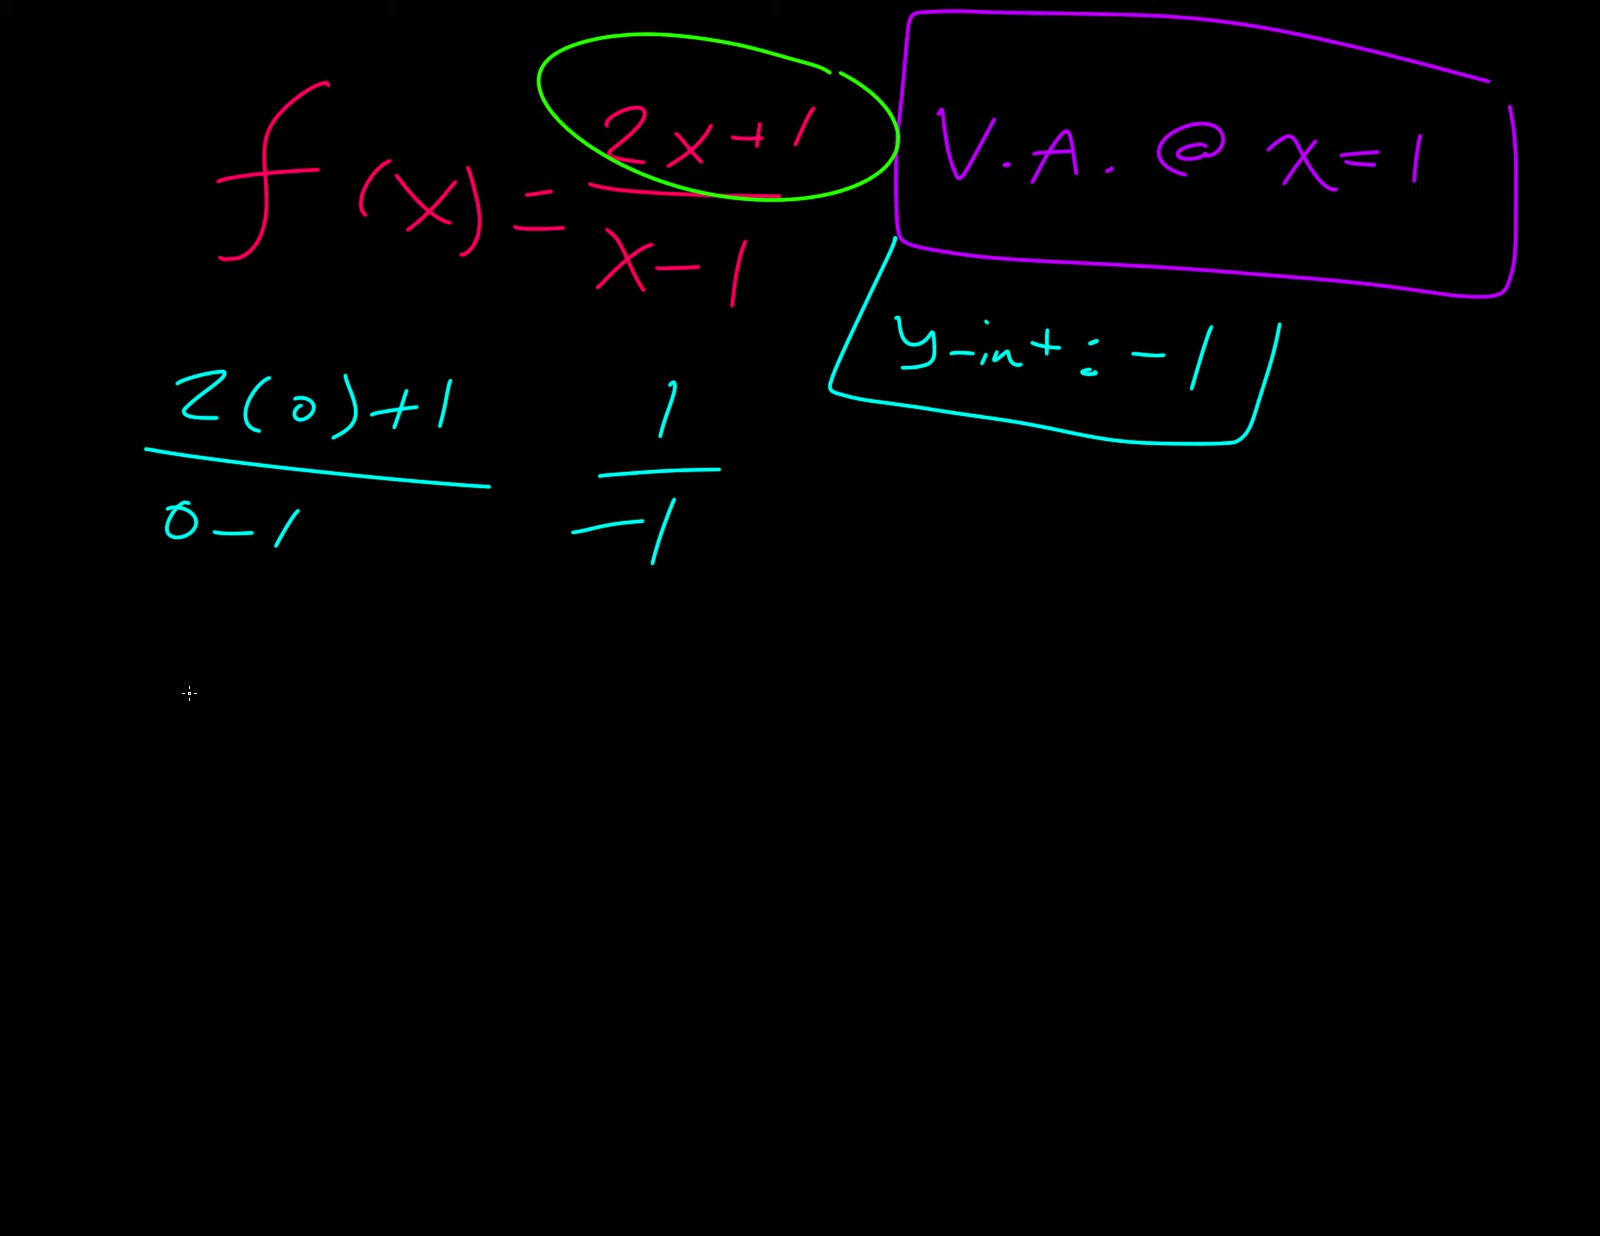 f(x) = 2x+1 / x-1
V.A. @ x=1
y-int: -1
2(0)+1 / 0-1
1 / -1